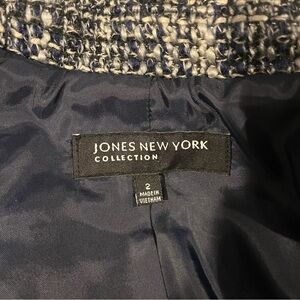 JONES NEW YORK
COLLECTION
2
MADE IN
VIETNAM